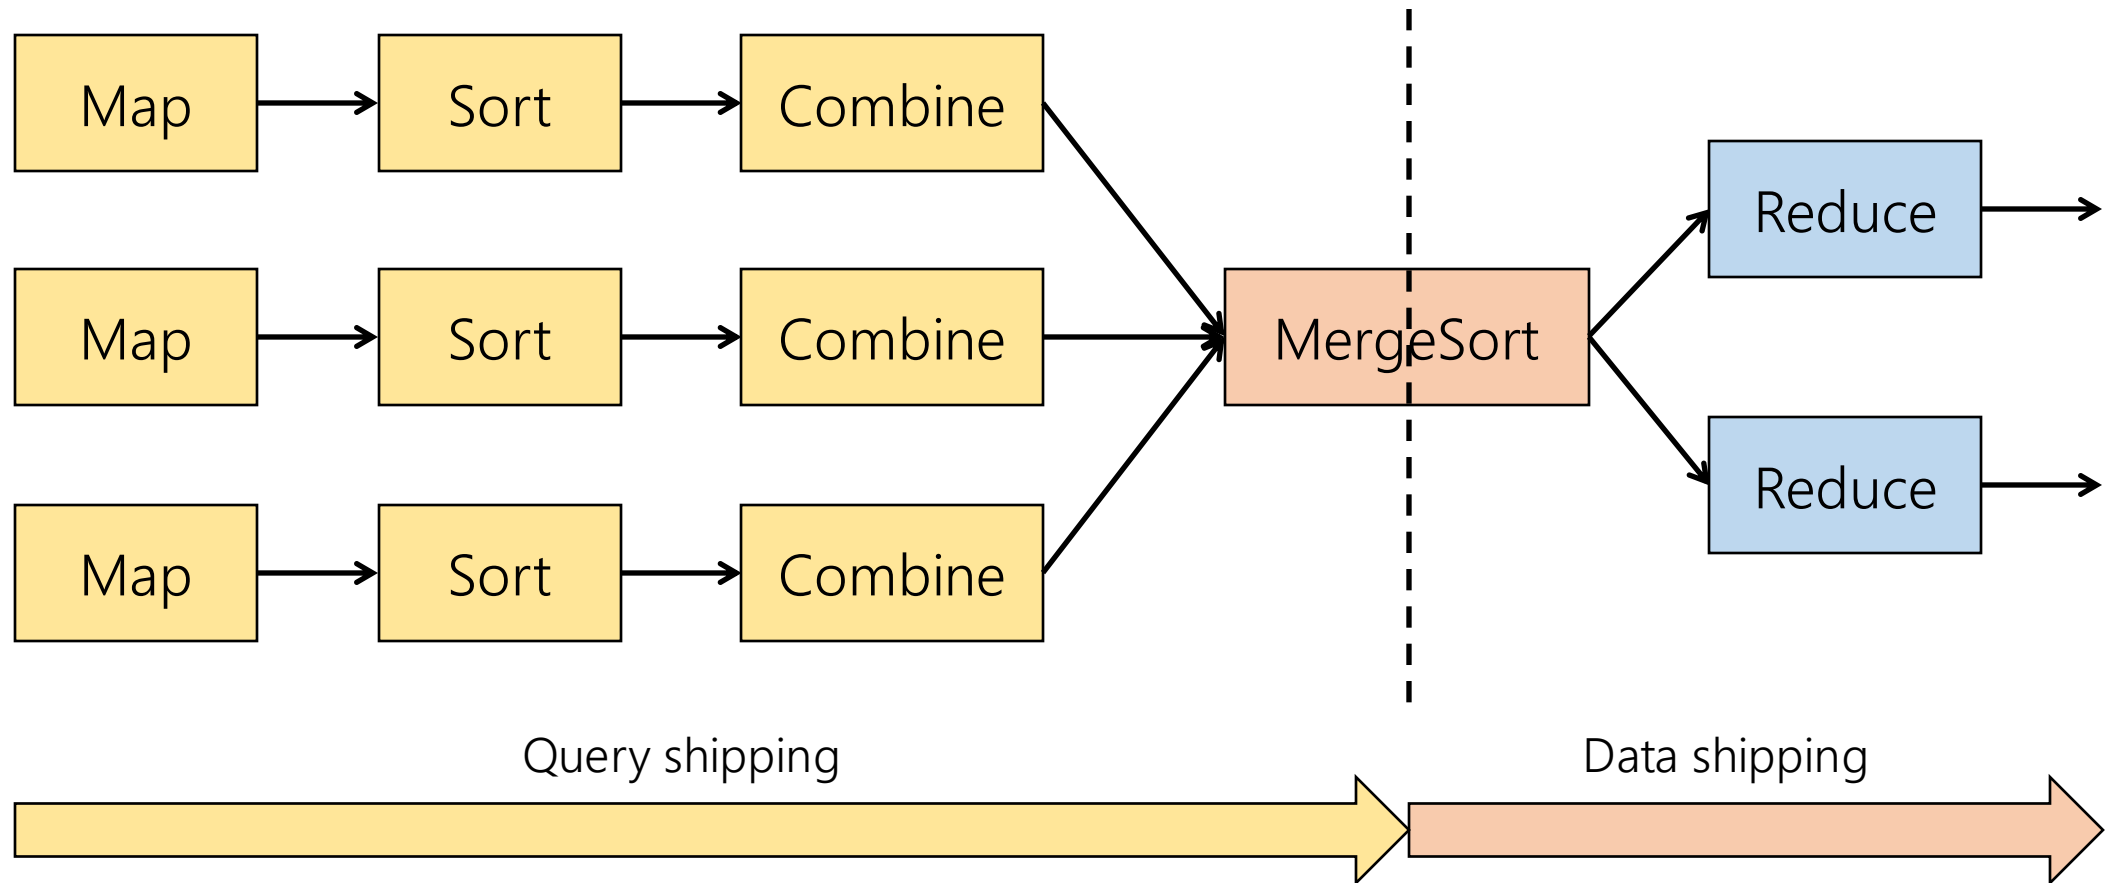 Map
Sort
Combine
Reduce
Map
Sort
Combine
MergeSort
Reduce
Map
Sort
Combine
Query shipping
Data shipping